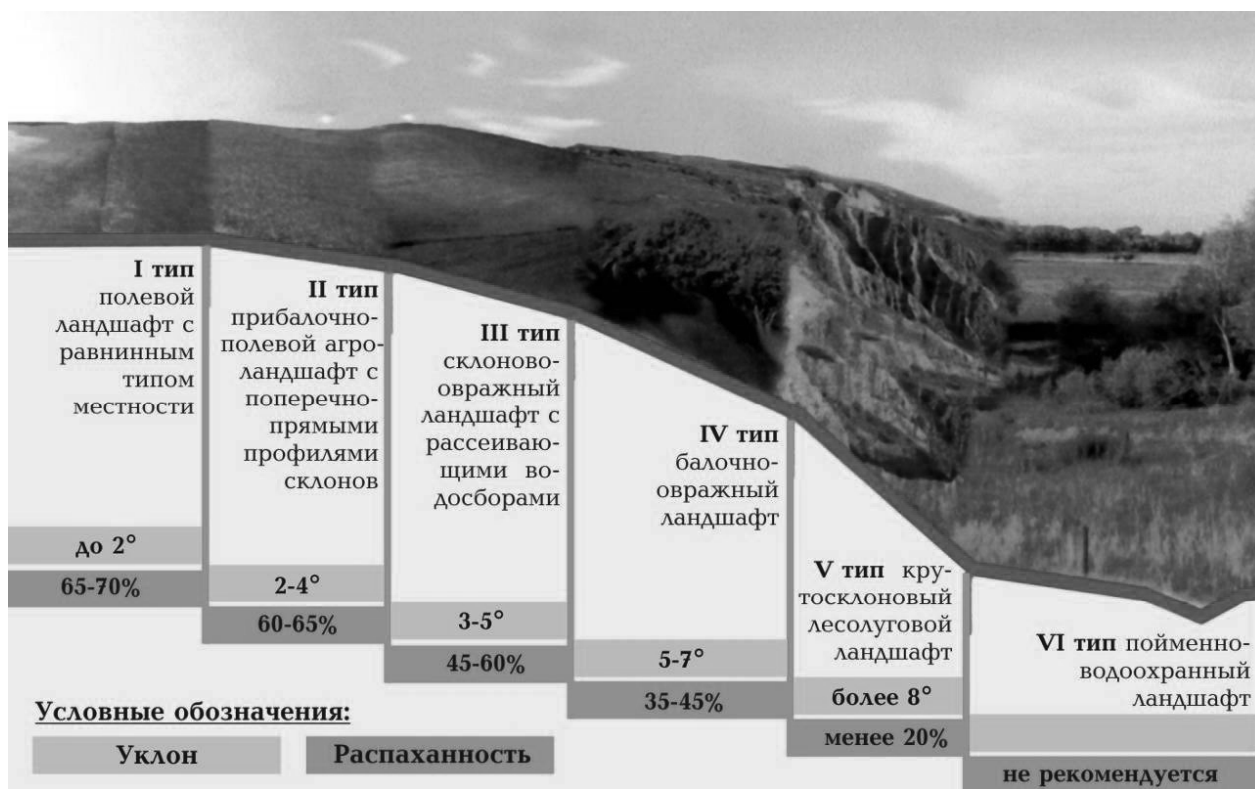 I тип
полевой
ландшафт с
равнинным
типом
местности
до 2°
65-70%
II тип
прибалочно-
полевой агро-
ландшафт с
поперечно-
прямыми
профилями
склонов
2-4°
60-65%
III тип
склоново-
овражный
ландшафт с
рассеиваю-
щими во-
досборами
3-5°
45-60%
IV тип
балочно-
овражный
ландшафт
5-7°
35-45%
V тип кру-
тосклоновый
лесолуговой
ландшафт
более 8°
менее 20%
VI тип пойменно-
водоохранный
ландшафт
не рекомендуется
Условные обозначения:
Уклон
Распаханность